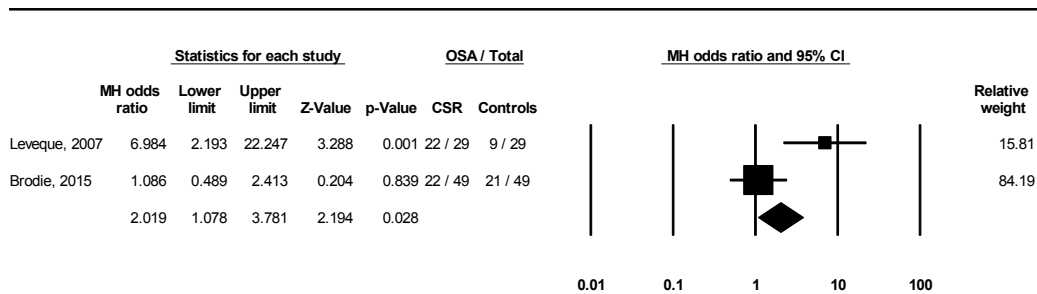 Statistics for each study OSA / Total MH odds ratio and 95% CI
MH odds Lower Upper Relative
ratio limit limit Z-Value p-Value CSR Controls weight
Leveque, 2007 6.984 2.193 22.247 3.288 0.001 22 / 29 9 / 29 15.81
Brodie, 2015 1.086 0.489 2.413 0.204 0.839 22 / 49 21 / 49 84.19
2.019 1.078 3.781 2.194 0.028
0.01 0.1 1 10 100